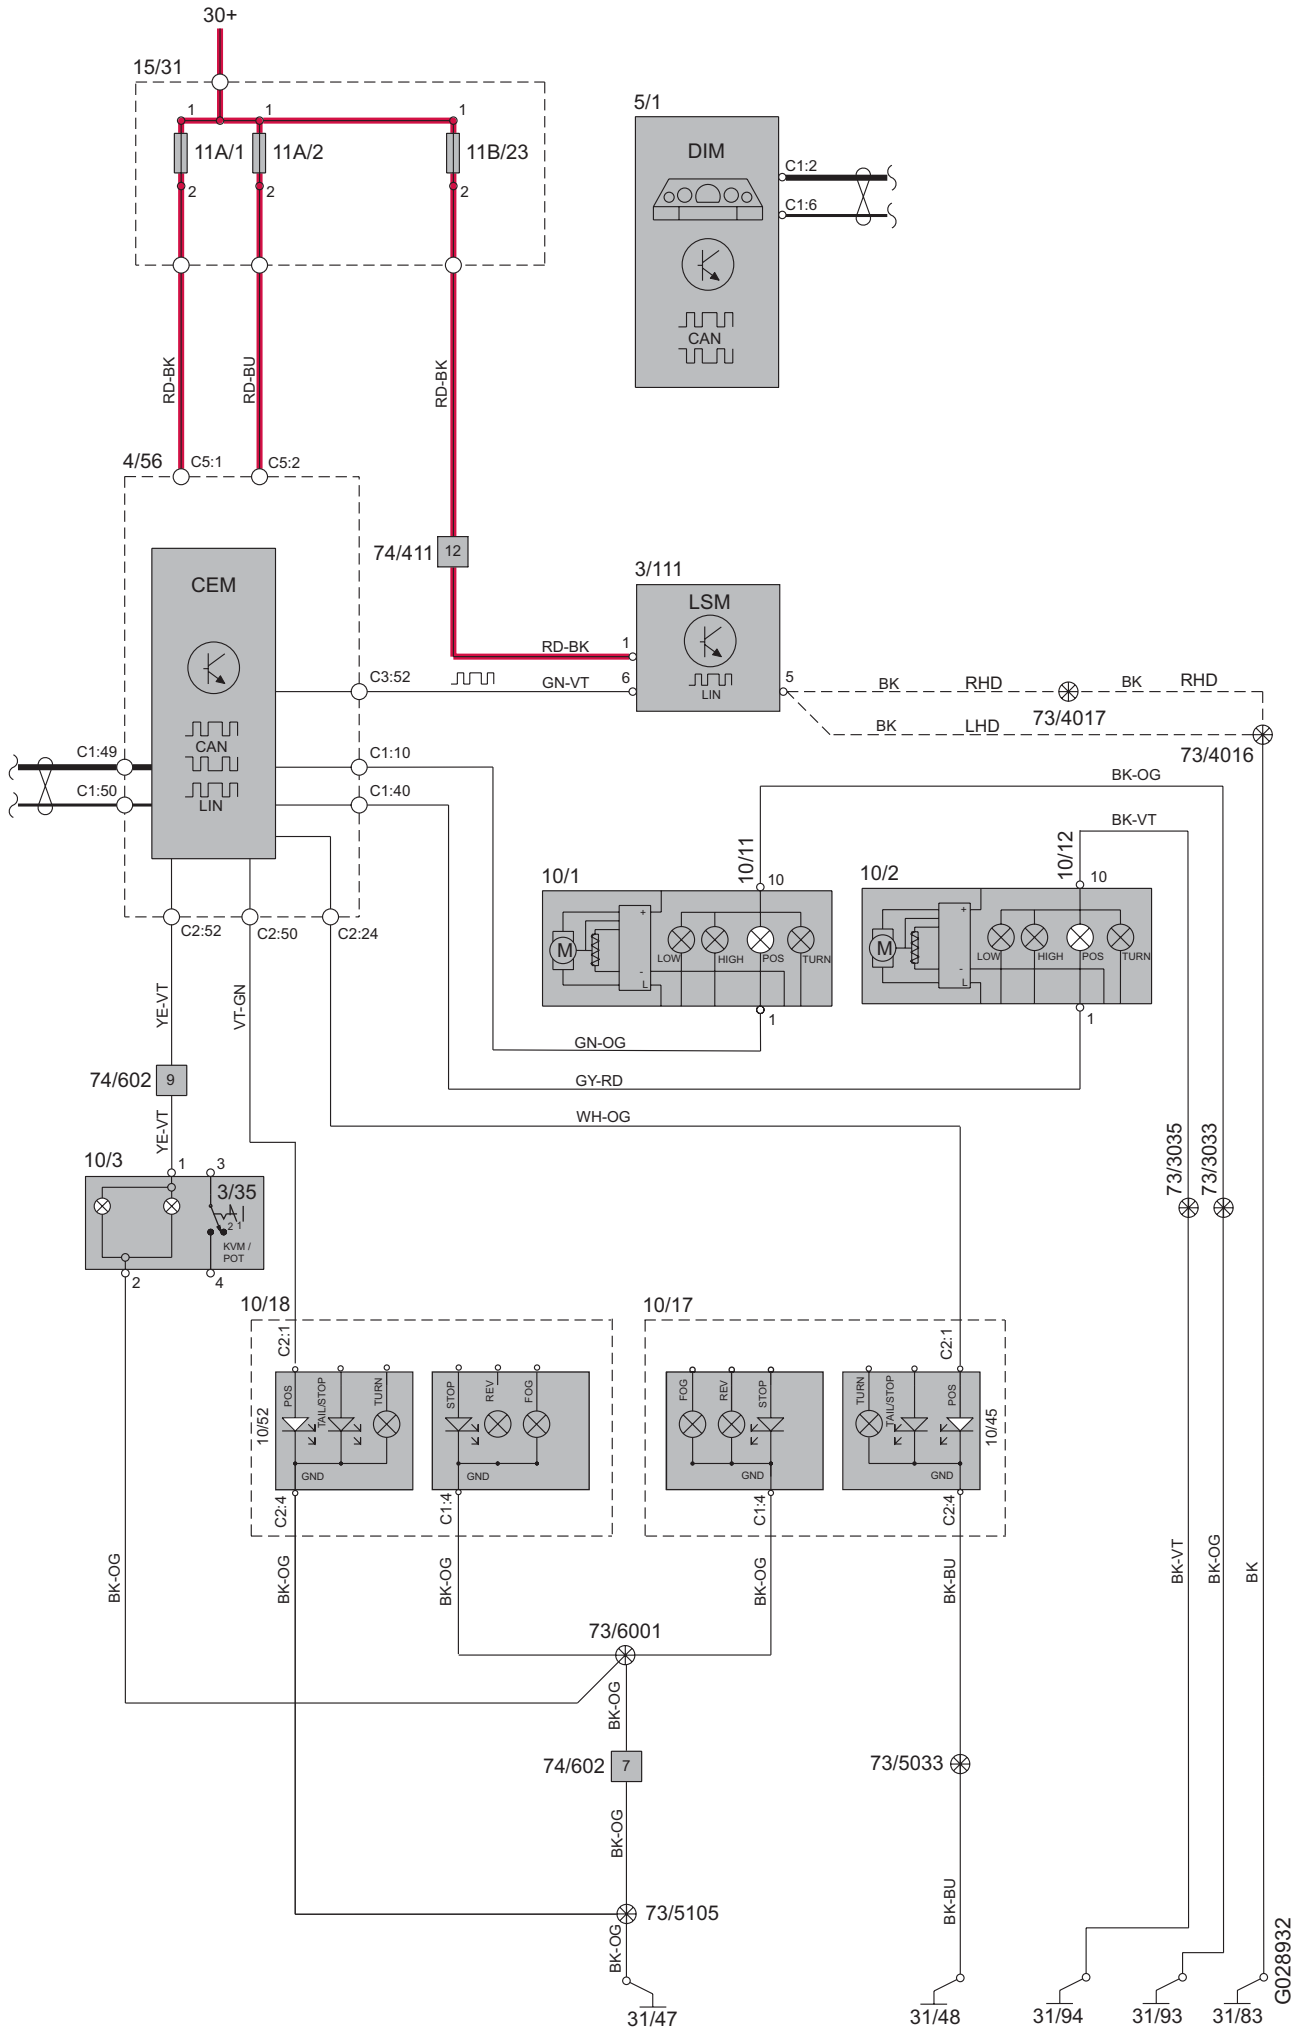 30+
15/31
1
1
1
11A/1
11A/2
11B/23
2
2
2
5/1
DIM
C1:2
C1:6
CAN
RD-BK
RD-BU
RD-BK
4/56
C5:1
C5:2
74/411
12
CEM
3/111
LSM
1
RD-BK
6
GN-VT
C3:52
LIN
5
BK
RHD
BK
RHD
73/4017
BK
LHD
73/4016
C1:49
CAN
C1:10
C1:50
LIN
C1:40
BK-OG
BK-VT
10/1
10/11
10
10/2
10/12
10
M
+
-
L
LOW
HIGH
POS
TURN
1
M
+
-
L
LOW
HIGH
POS
TURN
1
C2:52
C2:50
C2:24
YE-VT
VT-GN
GN-OG
74/602
9
GY-RD
YE-VT
WH-OG
73/3035
73/3033
10/3
1
3
3/35
2 1
KVM /
POT
2
4
10/18
10/17
C2:1
C2:1
10/52
POS
TAIL/STOP
TURN
GND
STOP
REV
FOG
GND
FOG
REV
STOP
GND
TURN
TAIL/STOP
POS
GND
10/45
C2:4
C1:4
C1:4
C2:4
BK-OG
BK-OG
BK-OG
BK-OG
BK-BU
BK-VT
BK-OG
BK
73/6001
BK-OG
74/602
7
73/5033
BK-OG
BK-BU
73/5105
BK-OG
31/47
31/48
31/94
31/93
31/83
G028932